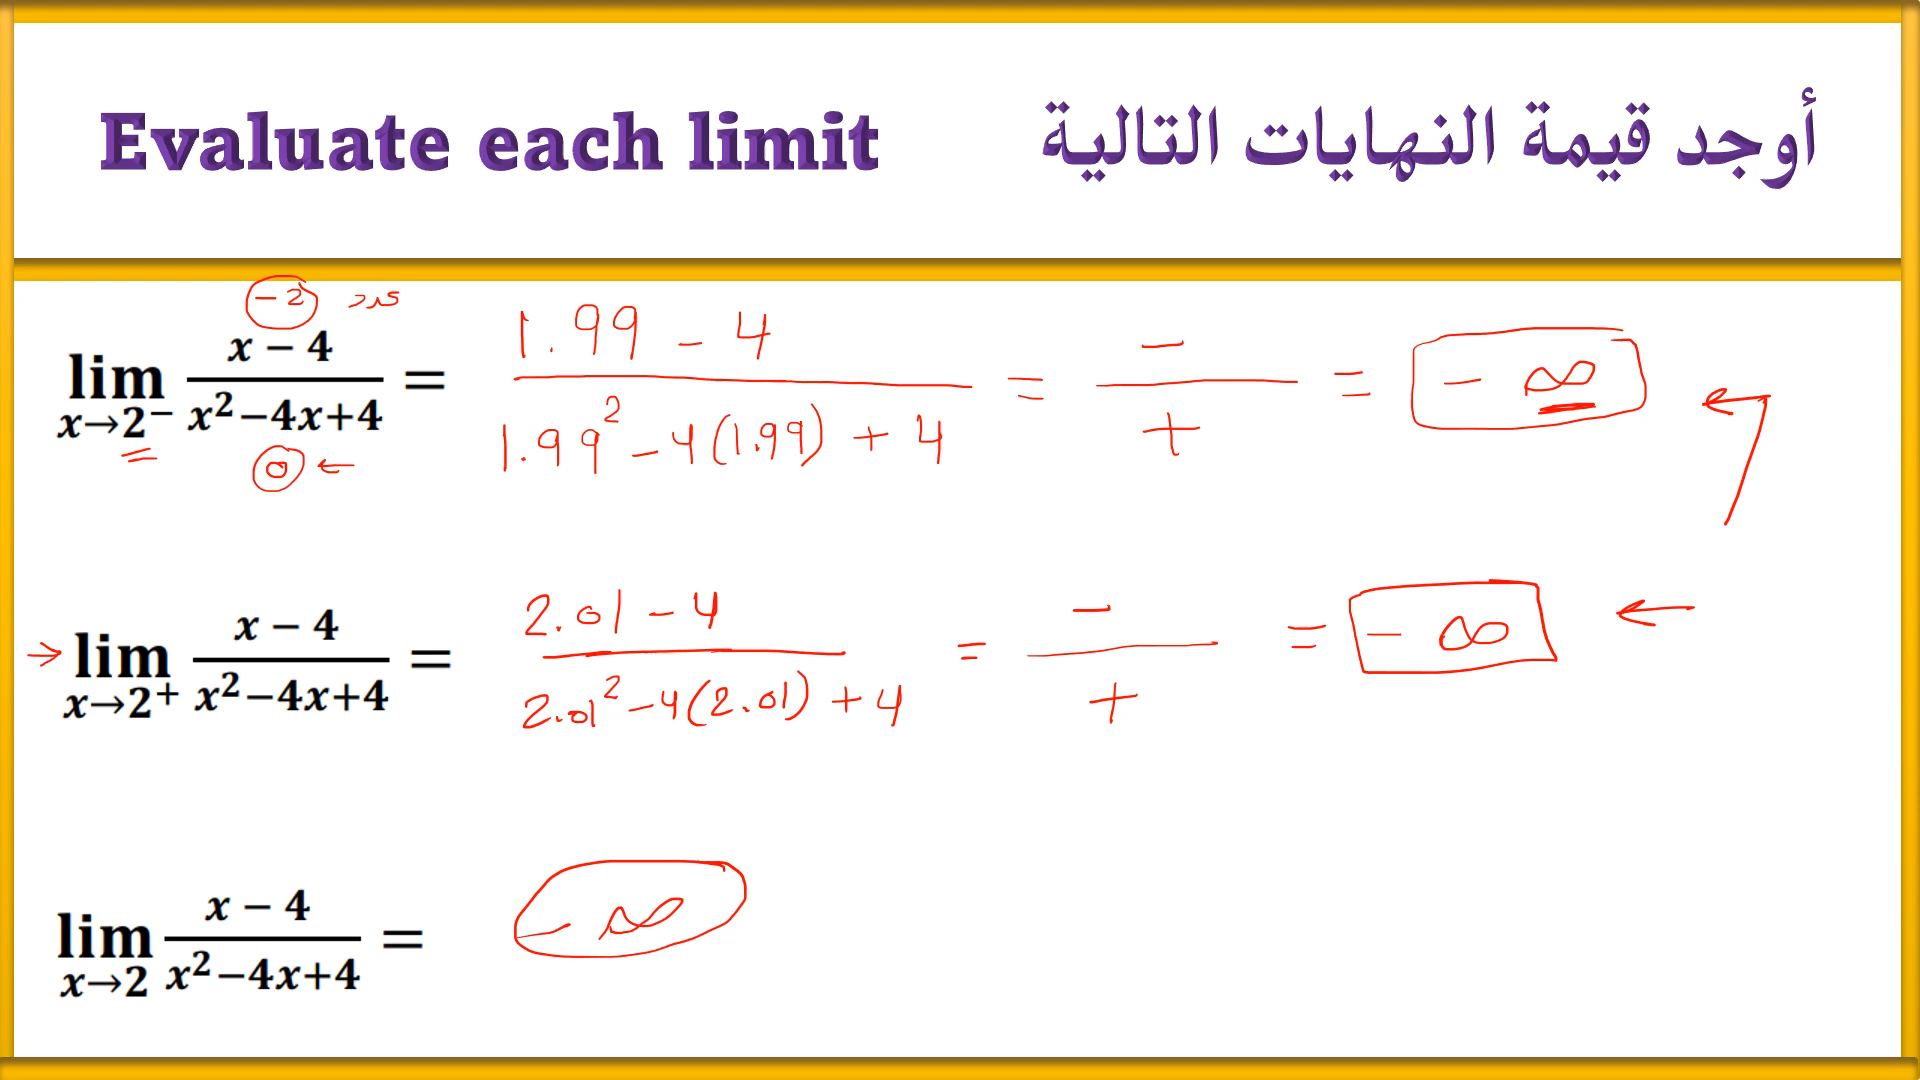 Evaluate each limit أوجد قيمة النهايات التالية
-2 عدد
lim x→2⁻ (x − 4)/(x²−4x+4) = (1.99 - 4)/(1.99² - 4(1.99) + 4) = -/+ = -∞
0 ←
→ lim x→2⁺ (x − 4)/(x²−4x+4) = (2.01 - 4)/(2.01² - 4(2.01) + 4) = -/+ = -∞ ←
lim x→2 (x − 4)/(x²−4x+4) = -∞